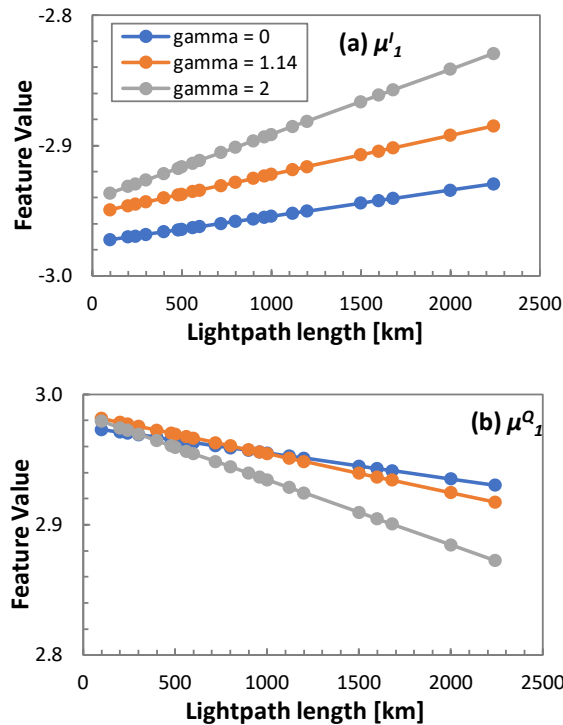 -2.8
gamma = 0
gamma = 1.14
gamma = 2
(a) μᴵ₁
Feature Value
-2.9
-3.0
0 500 1000 1500 2000 2500
Lightpath length [km]
3.0
(b) μQ₁
Feature Value
2.9
2.8
0 500 1000 1500 2000 2500
Lightpath length [km]